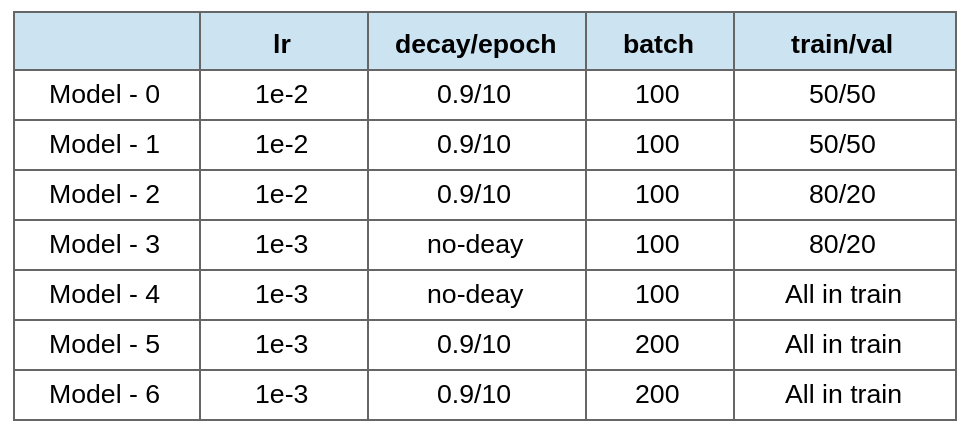 lr decay/epoch batch train/val
Model - 0 1e-2 0.9/10 100 50/50
Model - 1 1e-2 0.9/10 100 50/50
Model - 2 1e-2 0.9/10 100 80/20
Model - 3 1e-3 no-deay 100 80/20
Model - 4 1e-3 no-deay 100 All in train
Model - 5 1e-3 0.9/10 200 All in train
Model - 6 1e-3 0.9/10 200 All in train